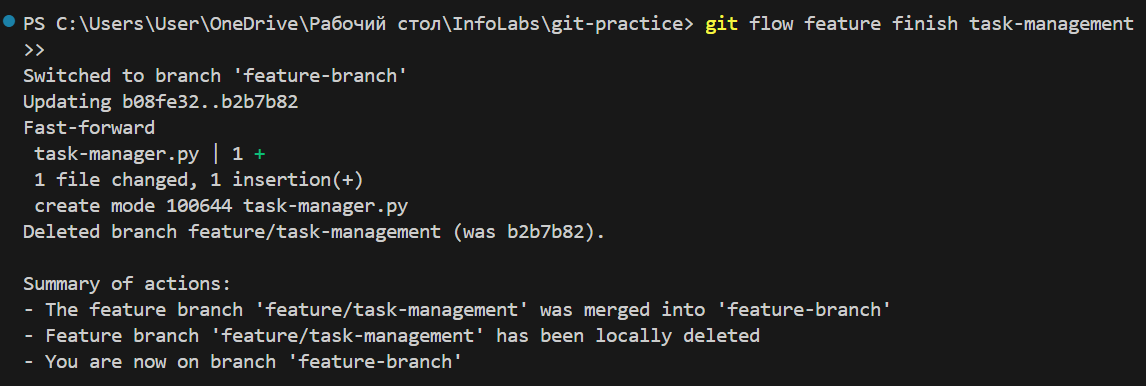 PS C:\Users\User\OneDrive\Рабочий стол\InfoLabs\git-practice> git flow feature finish task-management
>>
Switched to branch 'feature-branch'
Updating b08fe32..b2b7b82
Fast-forward
 task-manager.py | 1 +
 1 file changed, 1 insertion(+)
 create mode 100644 task-manager.py
Deleted branch feature/task-management (was b2b7b82).

Summary of actions:
- The feature branch 'feature/task-management' was merged into 'feature-branch'
- Feature branch 'feature/task-management' has been locally deleted
- You are now on branch 'feature-branch'